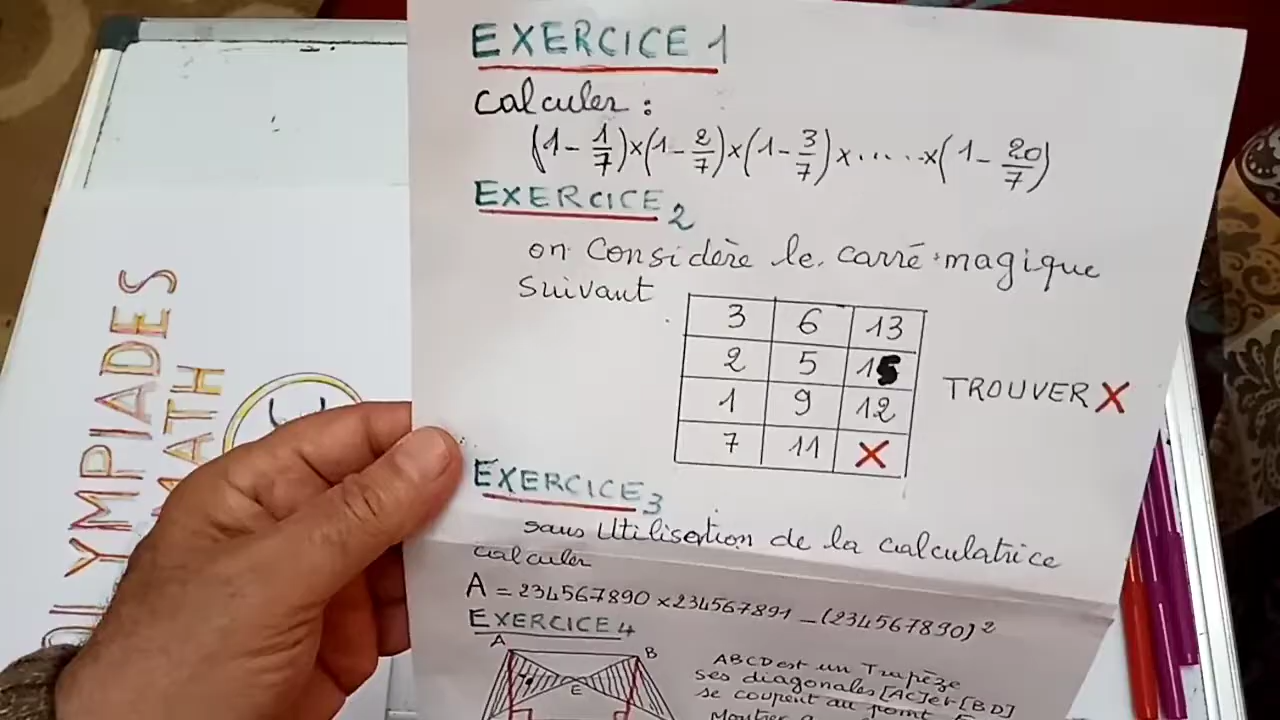 EXERCICE 1
Calculer :
(1 - 1/7)×(1 - 2/7)×(1 - 3/7)×.....×(1 - 20/7)
EXERCICE 2
on Considère le carré magique
suivant
3 6 13
2 5 15
1 9 12
7 11 X
TROUVER X
EXERCICE 3
sans Utilisation de la calculatrice
calculer
A = 234567890 × 234567891 - (234567890)²
EXERCICE 4
A B
E
ABCD est un Trapèze
ses diagonales [AC] et [BD]
se coupent au point E
OLYMPIADES
MATH